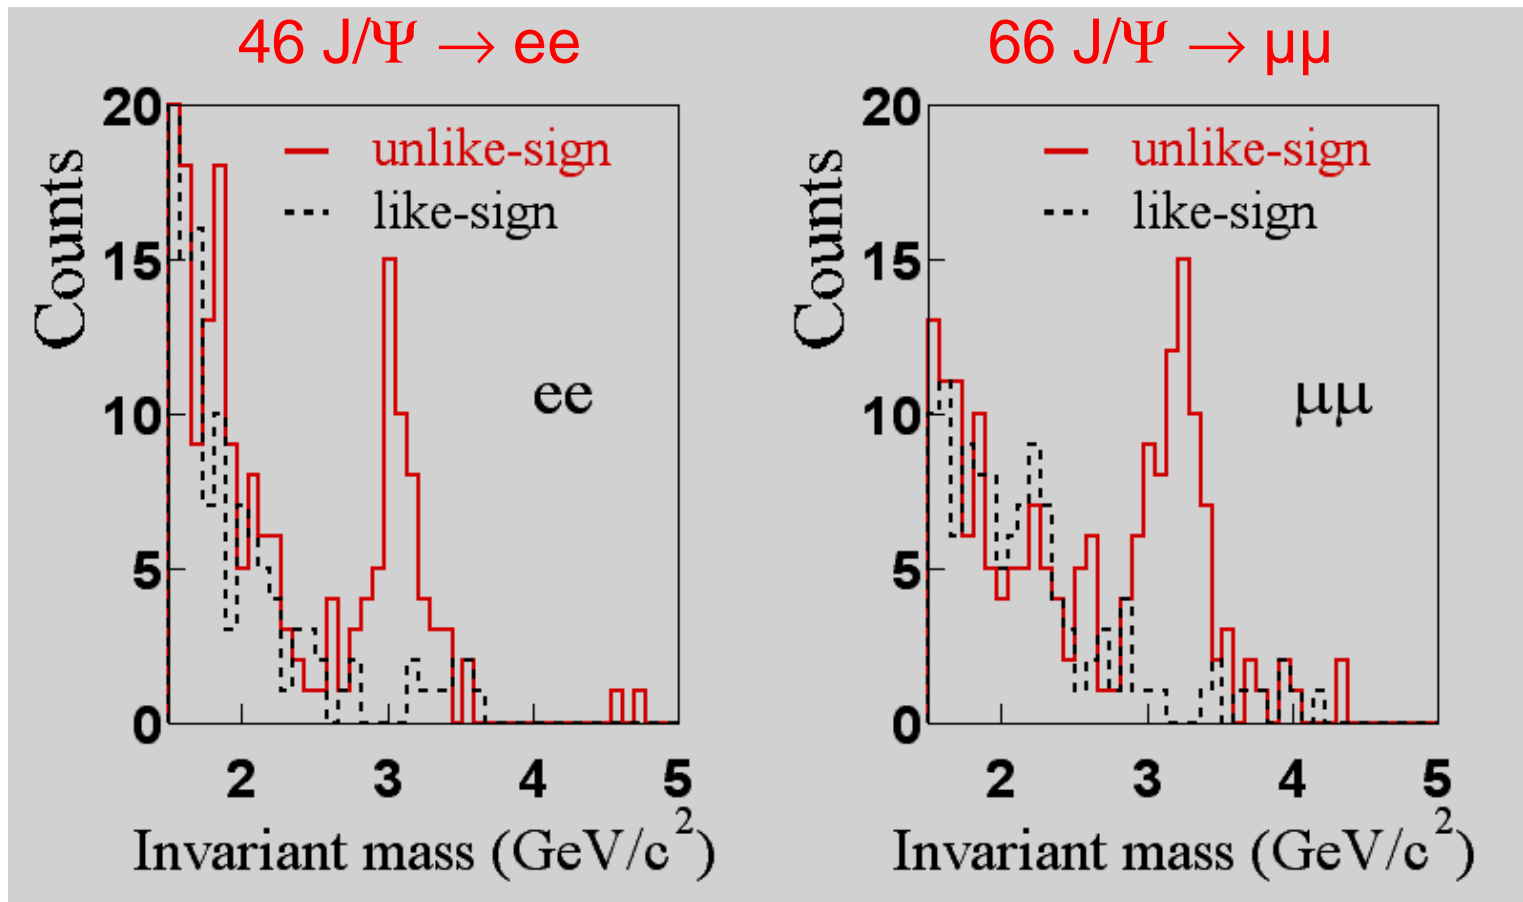 46 J/Ψ → ee
20
15
10
5
0
Counts
unlike-sign
like-sign
ee
2 3 4 5
Invariant mass (GeV/c²)
66 J/Ψ → μμ
20
15
10
5
0
Counts
unlike-sign
like-sign
μμ
2 3 4 5
Invariant mass (GeV/c²)